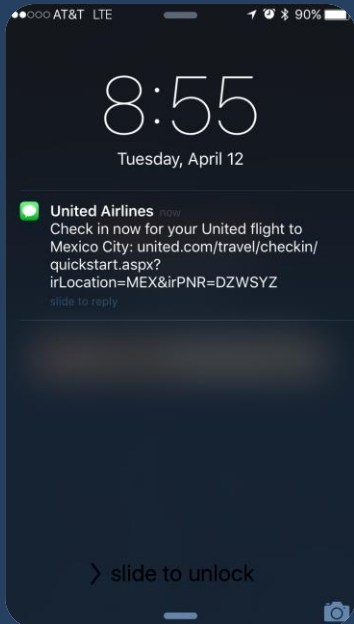 AT&T LTE 90%
8:55
Tuesday, April 12
United Airlines now
Check in now for your United flight to
Mexico City: united.com/travel/checkin/
quickstart.aspx?
irLocation=MEX&irPNR=DZWSYZ
slide to reply
> slide to unlock